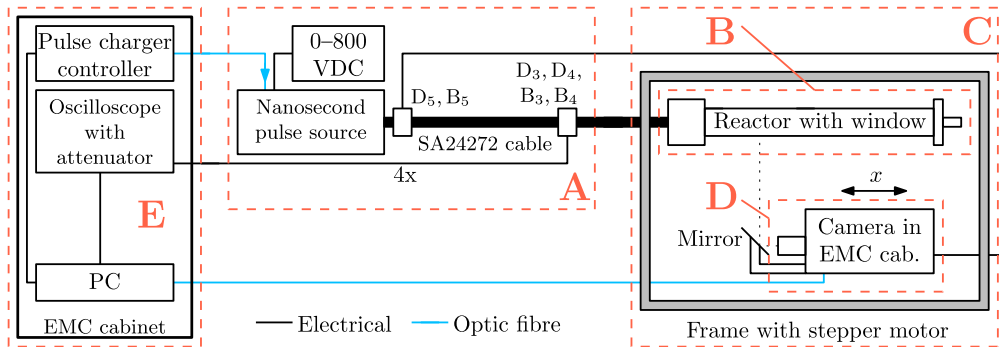 Pulse charger
controller
Oscilloscope
with
attenuator
E
PC
EMC cabinet
0–800
VDC
Nanosecond
pulse source
D5, B5
D3, D4,
B3, B4
SA24272 cable
4x
A
B
C
Reactor with window
D
x
Mirror
Camera in
EMC cab.
Electrical
Optic fibre
Frame with stepper motor